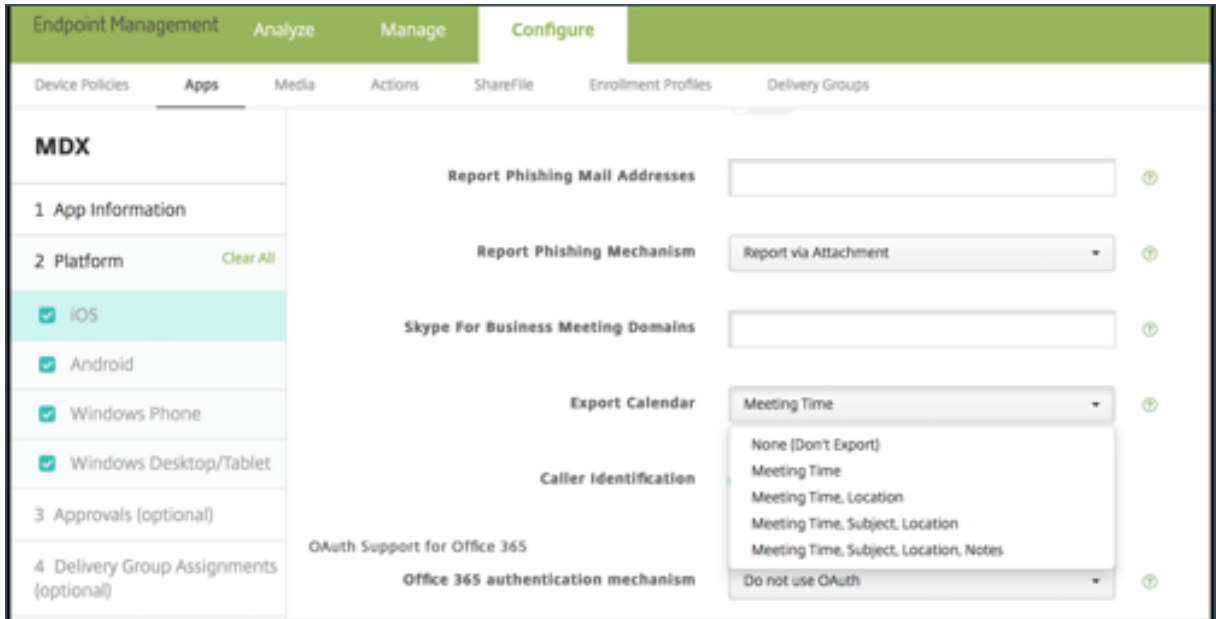 Endpoint Management Analyze Manage Configure
Device Policies Apps Media Actions ShareFile Enrollment Profiles Delivery Groups
MDX
1 App Information
2 Platform Clear All
iOS
Android
Windows Phone
Windows Desktop/Tablet
3 Approvals (optional)
4 Delivery Group Assignments
(optional)
Report Phishing Mail Addresses
Report Phishing Mechanism Report via Attachment
Skype For Business Meeting Domains
Export Calendar Meeting Time
None (Don't Export)
Meeting Time
Meeting Time, Location
Meeting Time, Subject, Location
Meeting Time, Subject, Location, Notes
Caller Identification
OAuth Support for Office 365
Office 365 authentication mechanism Do not use OAuth